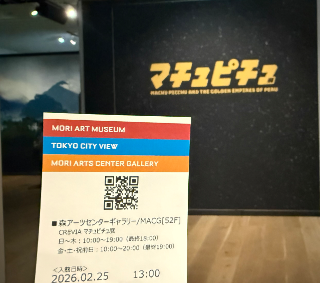 マチュピチュ
MACHU PICCHU AND THE GOLDEN EMPIRES OF PERU
MORI ART MUSEUM
TOKYO CITY VIEW
MORI ARTS CENTER GALLERY
■森アーツセンターギャラリー/MACG[52F]
CREVIA マチュピチュ展
日~木:10:00~19:00(最終18:00)
金・土・祝前日:10:00~20:00(最終19:00)
<入館日時>
2026.02.25 13:00